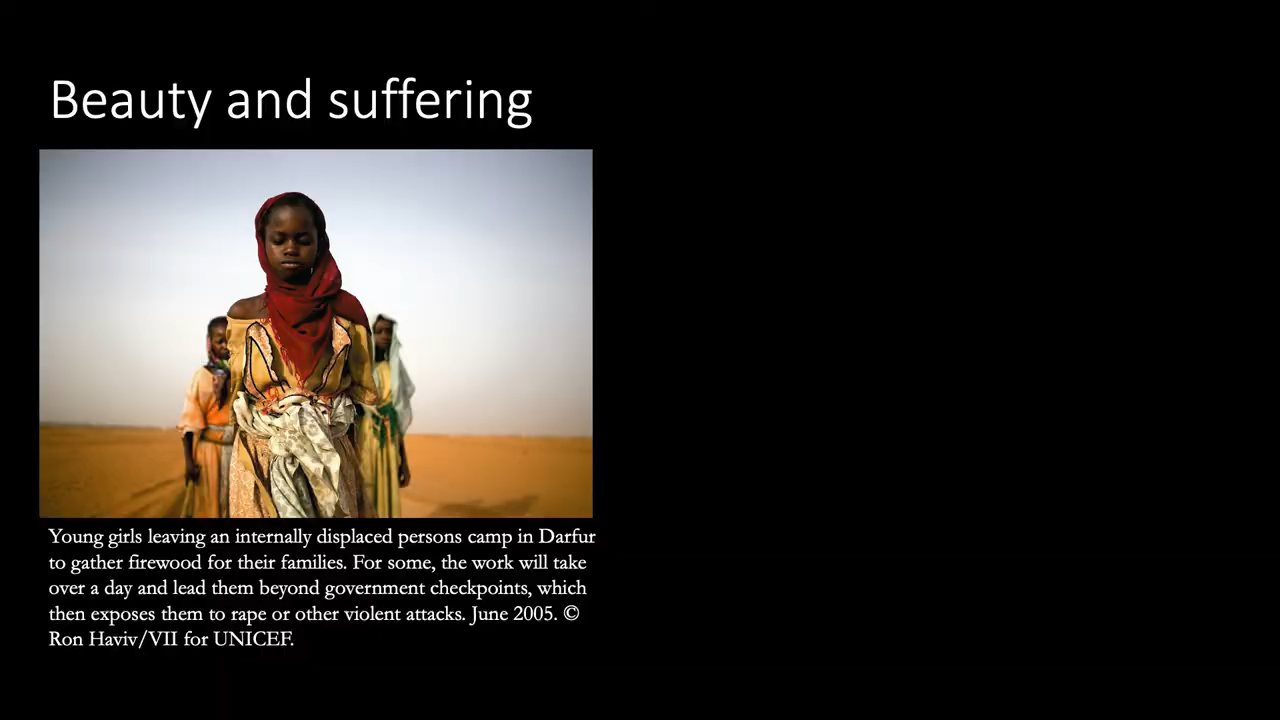 Beauty and suffering
Young girls leaving an internally displaced persons camp in Darfur
to gather firewood for their families. For some, the work will take
over a day and lead them beyond government checkpoints, which
then exposes them to rape or other violent attacks. June 2005. ©
Ron Haviv/VII for UNICEF.